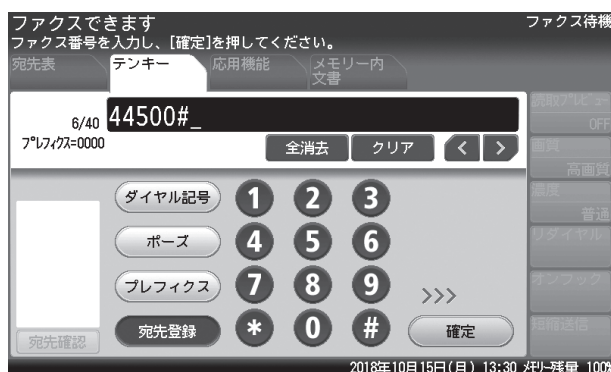 ファクスできます
ファクス待機
ファクス番号を入力し、[確定]を押してください。
宛先表
テンキー
応用機能
メモリー内
文書
読取プレビュー
OFF
6/40
44500#_
プレフィクス=0000
全消去
クリア
<
>
画質
高画質
濃度
普通
ダイヤル記号
1
2
3
リダイヤル
ポーズ
4
5
6
オンフック
プレフィクス
7
8
9
>>>
短縮送信
宛先確認
宛先登録
*
0
#
確定
2018年10月15日(月) 13:30 メモリー残量 100%